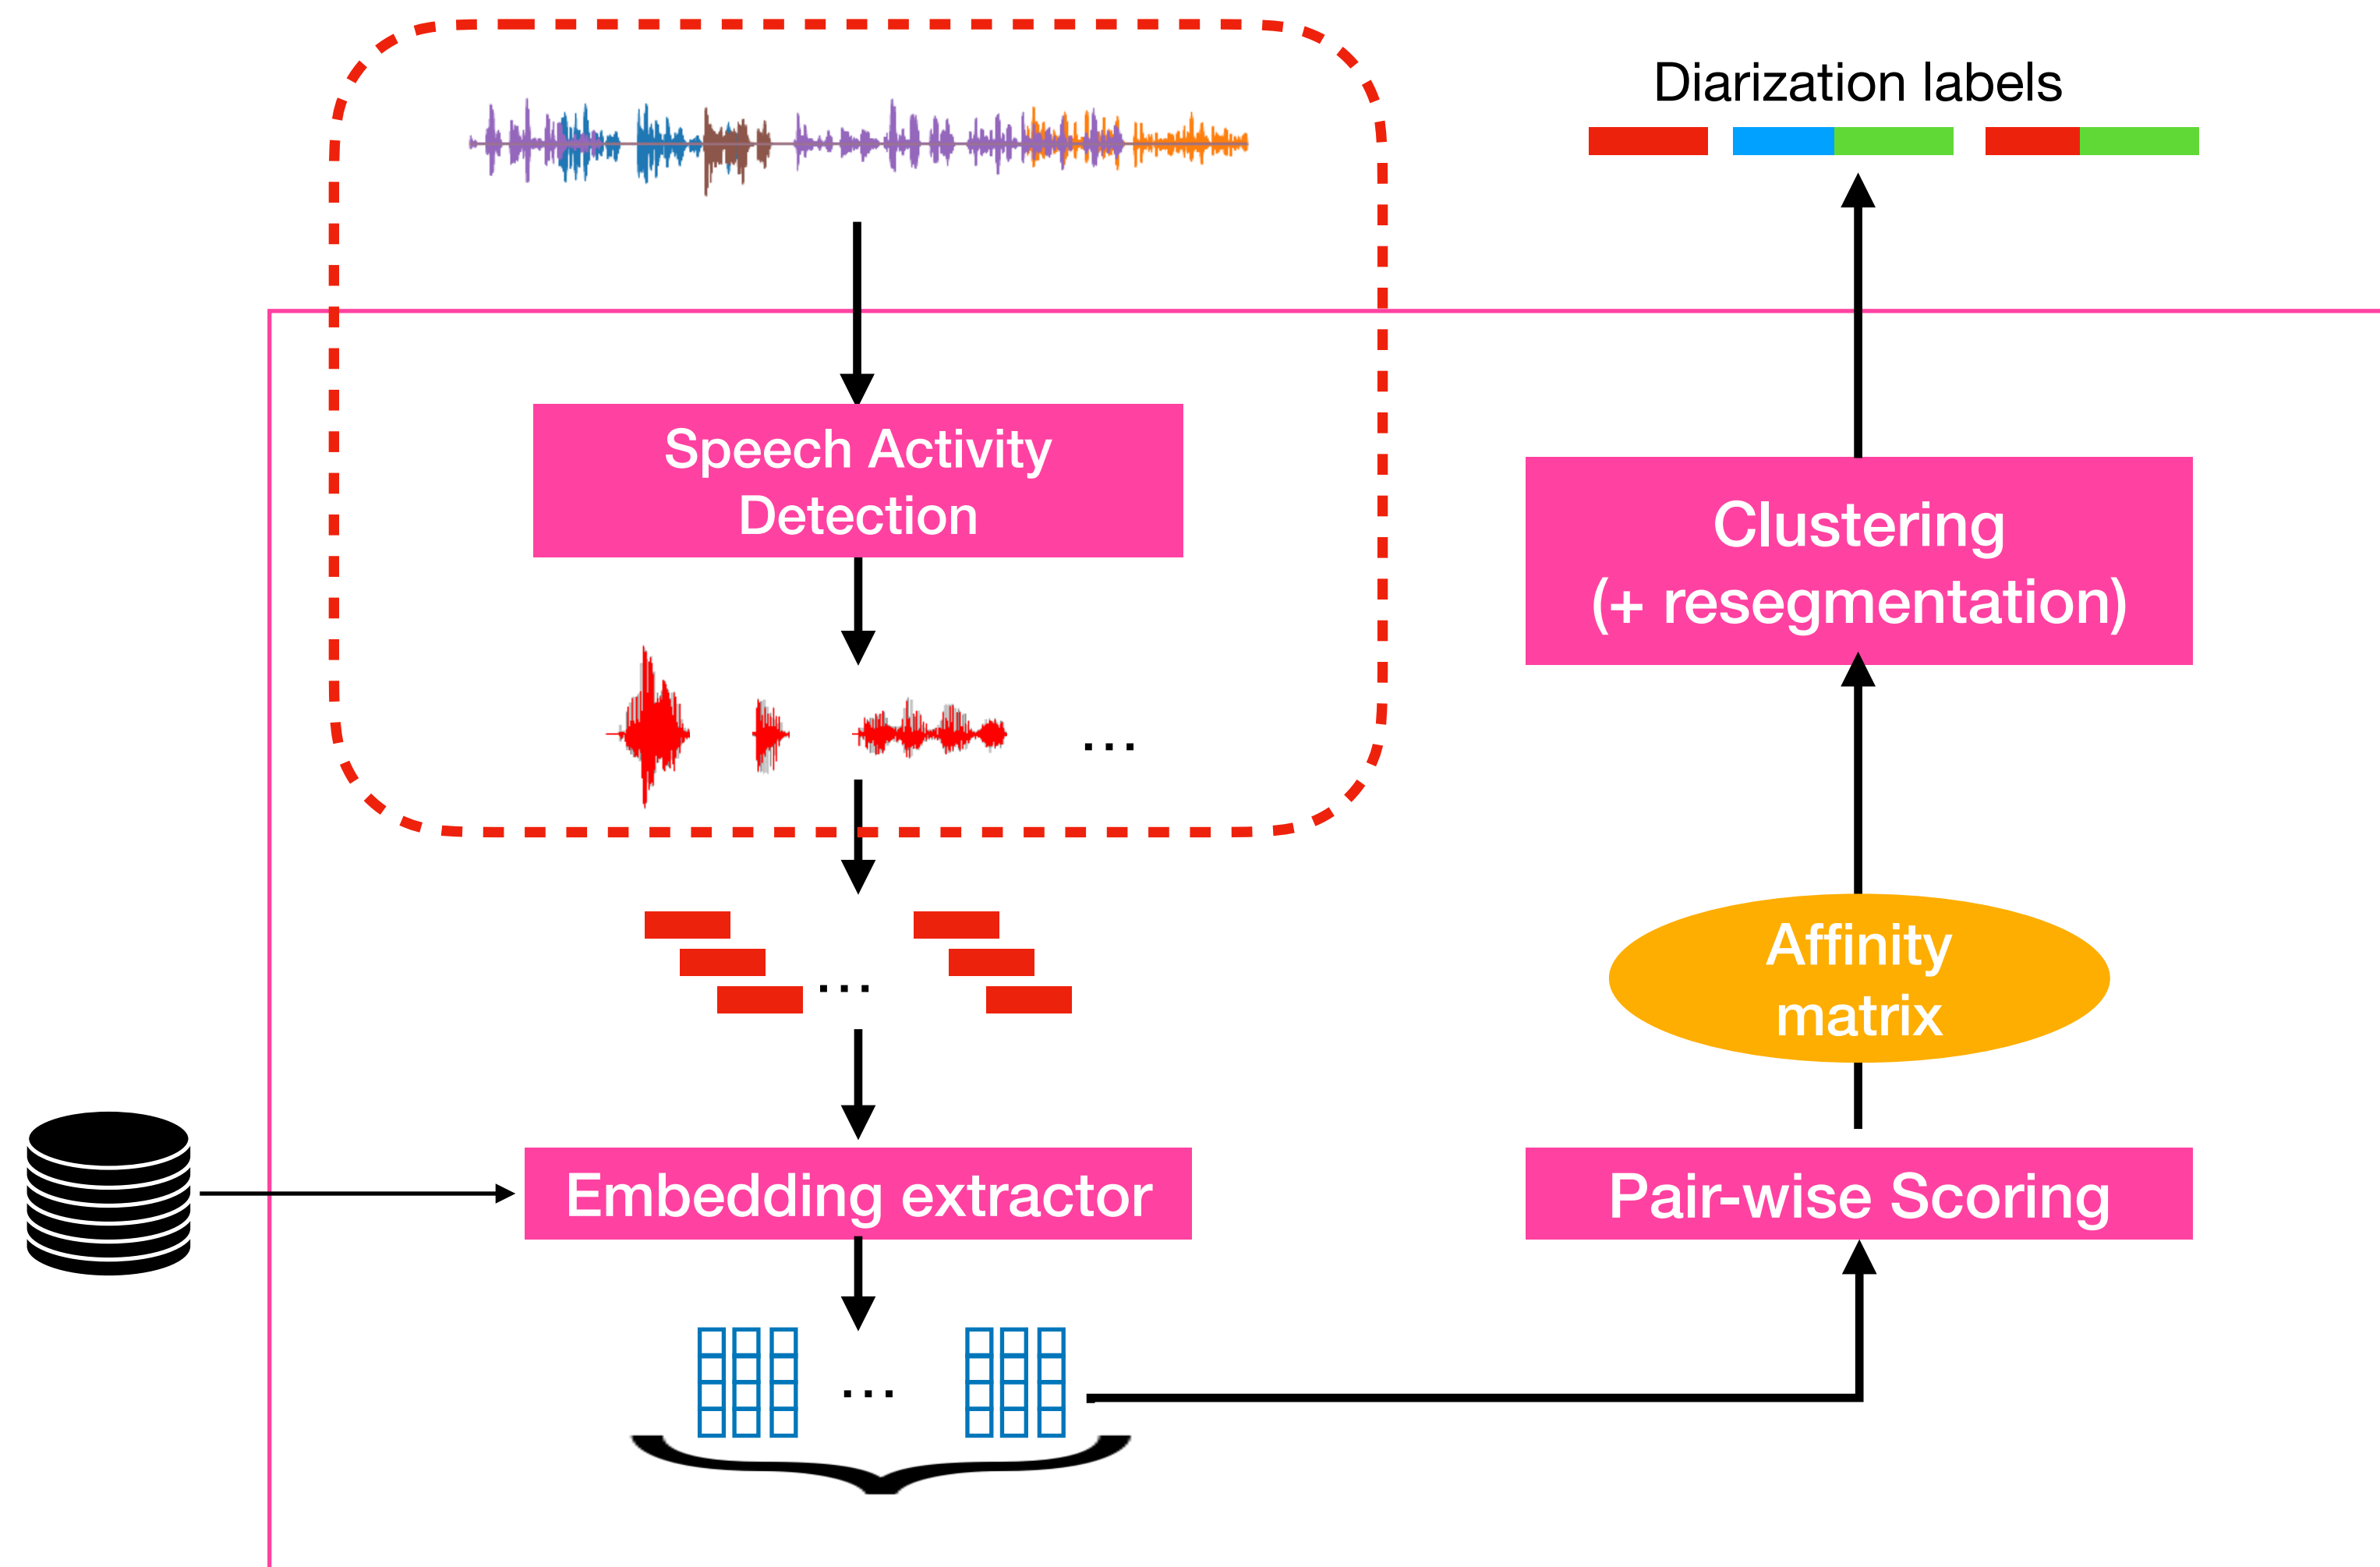 Diarization labels
Speech Activity
Detection
...
...
Embedding extractor
...
Pair-wise Scoring
Affinity
matrix
Clustering
(+ resegmentation)